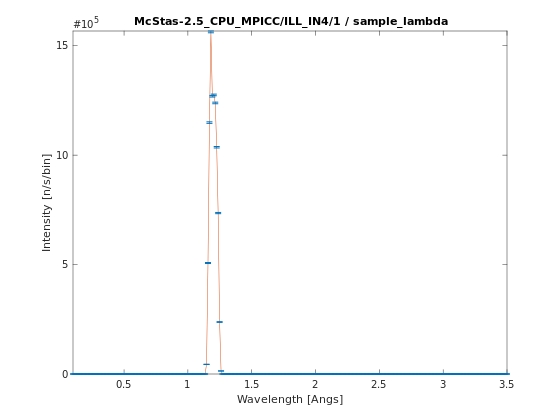 McStas-2.5_CPU_MPICC/ILL_IN4/1 / sample_lambda
#10^5
15
10
5
0
Intensity [n/s/bin]
0.5 1 1.5 2 2.5 3 3.5
Wavelength [Angs]